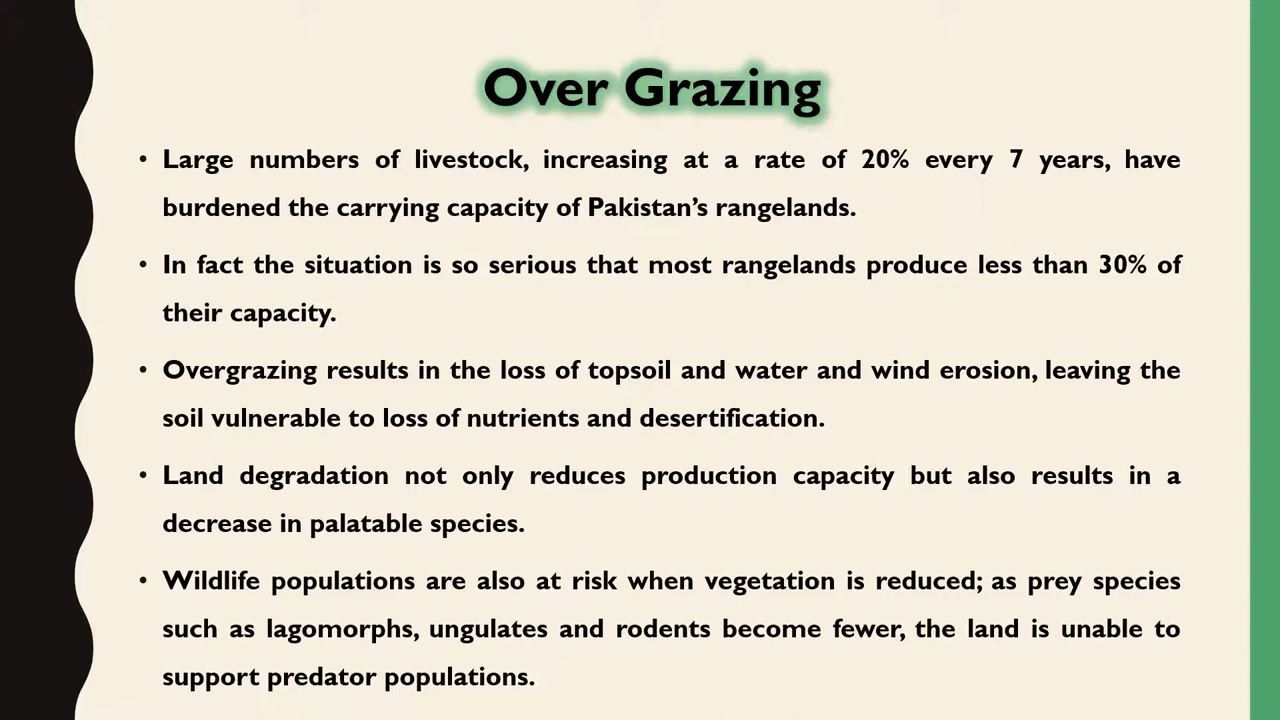 Over Grazing
• Large numbers of livestock, increasing at a rate of 20% every 7 years, have
burdened the carrying capacity of Pakistan’s rangelands.
• In fact the situation is so serious that most rangelands produce less than 30% of
their capacity.
• Overgrazing results in the loss of topsoil and water and wind erosion, leaving the
soil vulnerable to loss of nutrients and desertification.
• Land degradation not only reduces production capacity but also results in a
decrease in palatable species.
• Wildlife populations are also at risk when vegetation is reduced; as prey species
such as lagomorphs, ungulates and rodents become fewer, the land is unable to
support predator populations.